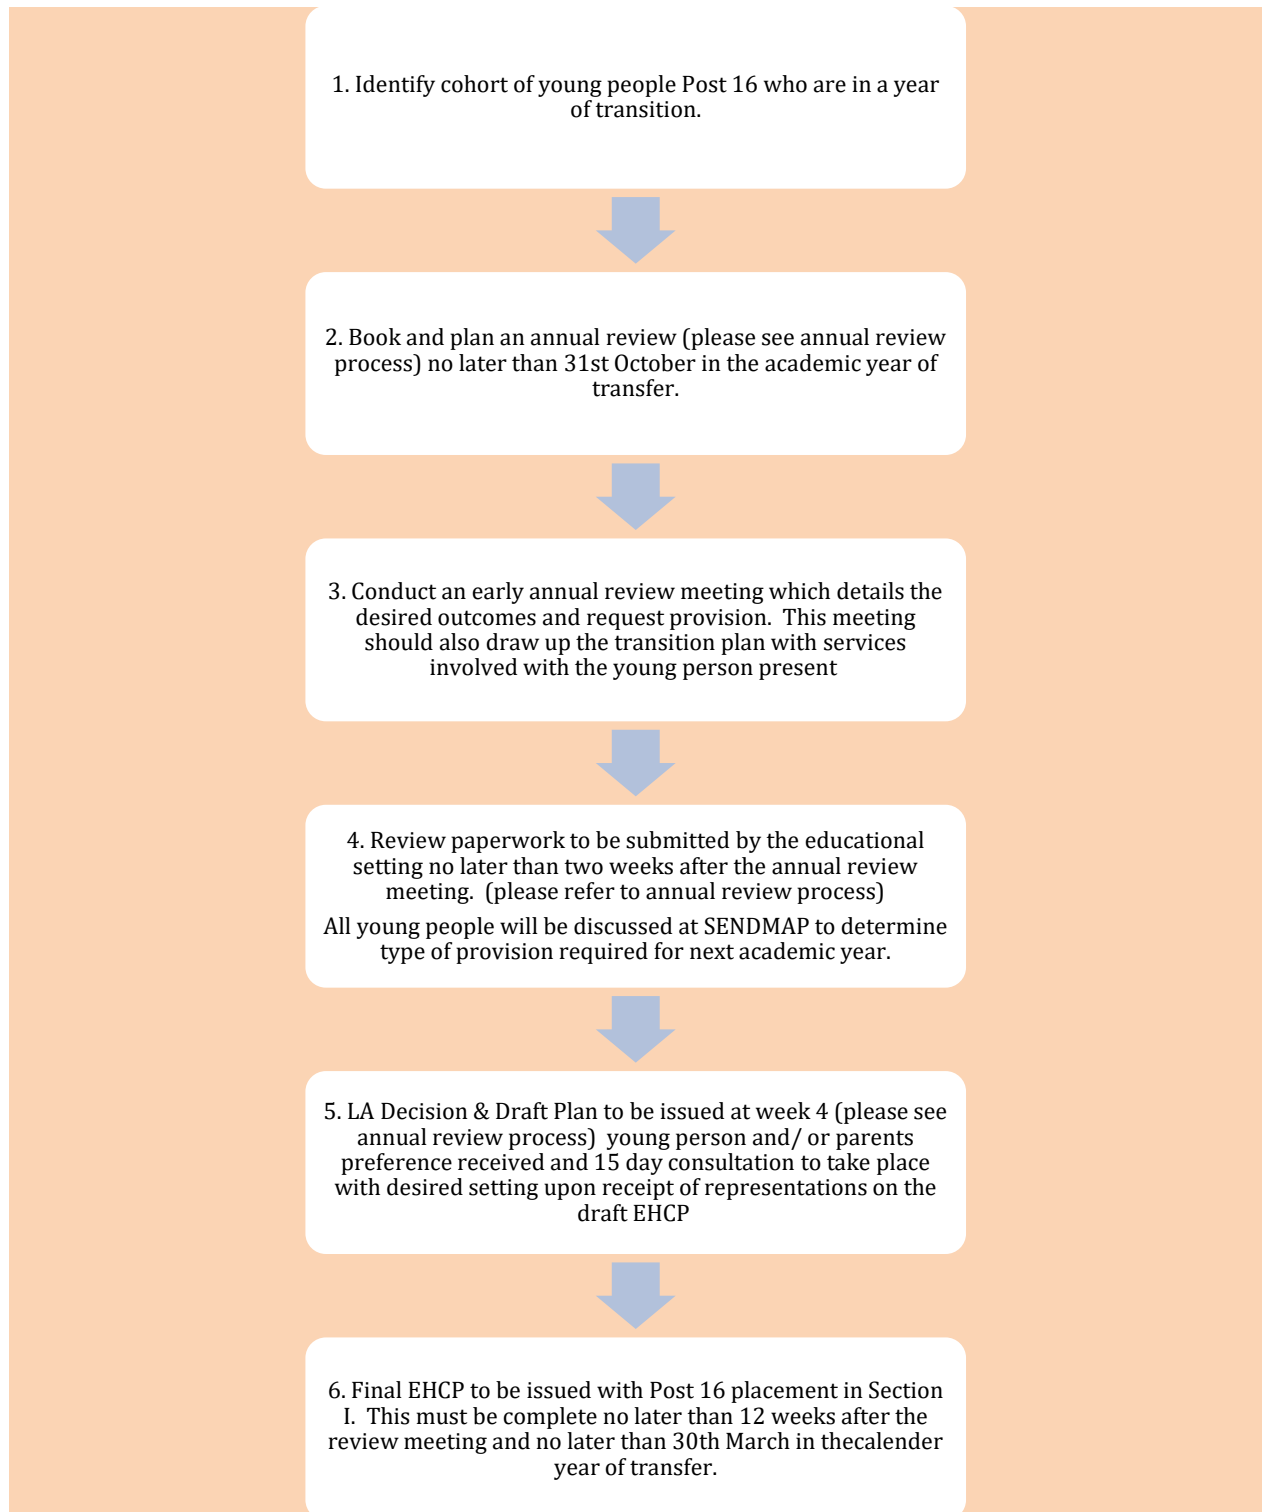 1. Identify cohort of young people Post 16 who are in a year
of transition.
2. Book and plan an annual review (please see annual review
process) no later than 31st October in the academic year of
transfer.
3. Conduct an early annual review meeting which details the
desired outcomes and request provision.  This meeting
should also draw up the transition plan with services
involved with the young person present
4. Review paperwork to be submitted by the educational
setting no later than two weeks after the annual review
meeting.  (please refer to annual review process)
All young people will be discussed at SENDMAP to determine
type of provision required for next academic year.
5. LA Decision & Draft Plan to be issued at week 4 (please see
annual review process)  young person and/ or parents
preference received and 15 day consultation to take place
with desired setting upon receipt of representations on the
draft EHCP
6. Final EHCP to be issued with Post 16 placement in Section
I.  This must be complete no later than 12 weeks after the
review meeting and no later than 30th March in thecalender
year of transfer.